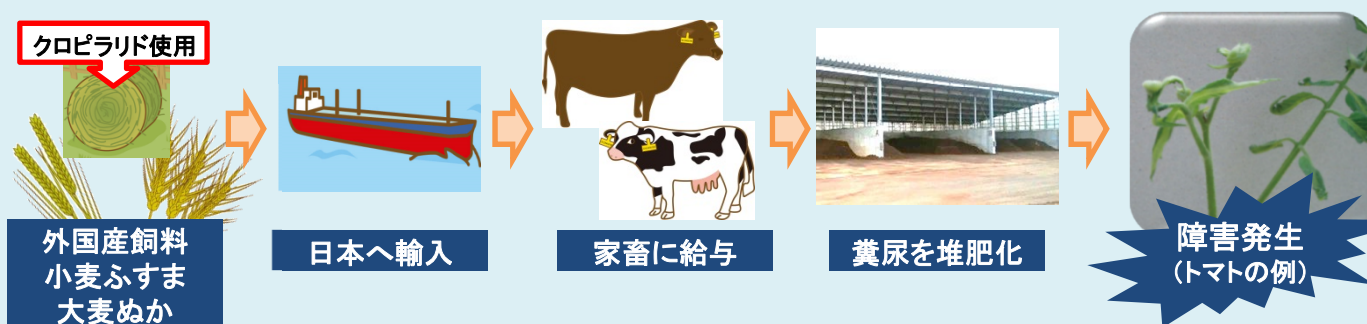 クロピラリド使用
外国産飼料
小麦ふすま
大麦ぬか
日本へ輸入
家畜に給与
糞尿を堆肥化
障害発生
(トマトの例)